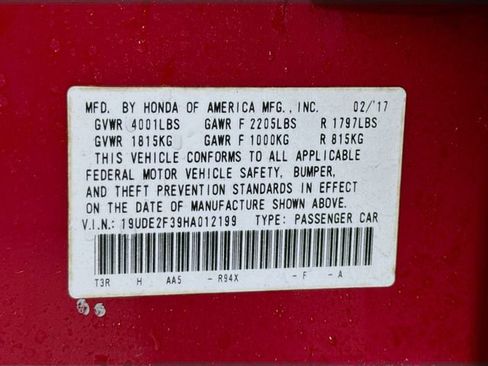 MFD. BY HONDA OF AMERICA MFG., INC. 02/'17
GVWR 4001LBS GAWR F 2205LBS R 1797LBS
GVWR 1815KG GAWR F 1000KG R 815KG
THIS VEHICLE CONFORMS TO ALL APPLICABLE
FEDERAL MOTOR VEHICLE SAFETY, BUMPER,
AND THEFT PREVENTION STANDARDS IN EFFECT
ON THE DATE OF MANUFACTURE SHOWN ABOVE.
V.I.N.: 19UDE2F39HA012199 TYPE: PASSENGER CAR
T3R H AA5 - R94X - F - A